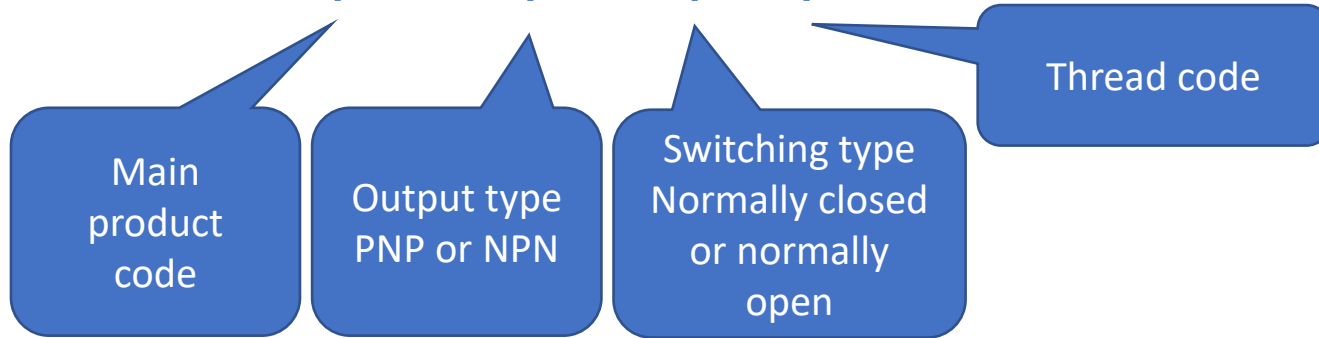 Main
product
code
Output type
PNP or NPN
Switching type
Normally closed
or normally
open
Thread code